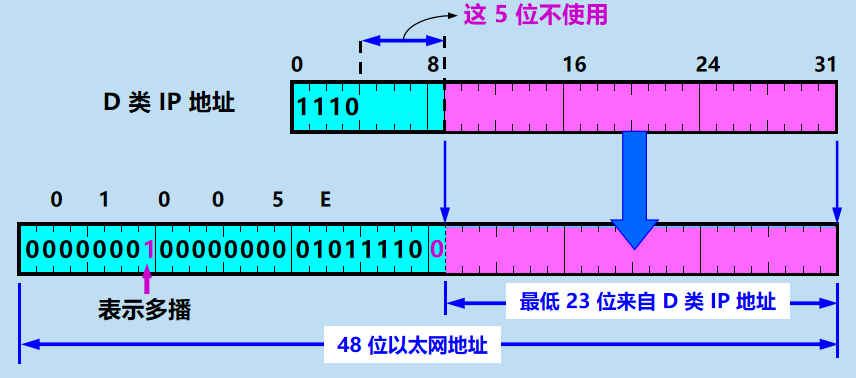 这 5 位不使用
0 8 16 24 31
D 类 IP 地址
1110
0 1 0 0 5 E
00000001 00000000 01011110 0
表示多播
最低 23 位来自 D 类 IP 地址
48 位以太网地址